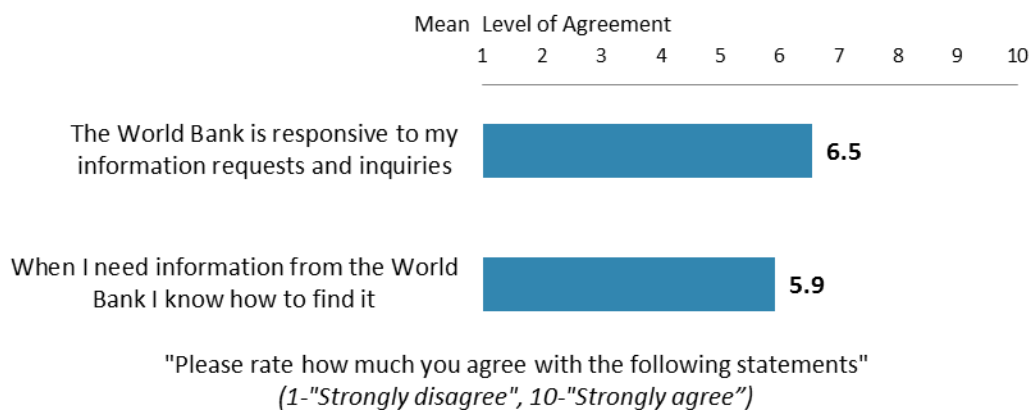 Mean Level of Agreement
1 2 3 4 5 6 7 8 9 10
The World Bank is responsive to my
information requests and inquiries
6.5
When I need information from the World
Bank I know how to find it
5.9
"Please rate how much you agree with the following statements"
(1-"Strongly disagree", 10-"Strongly agree”)